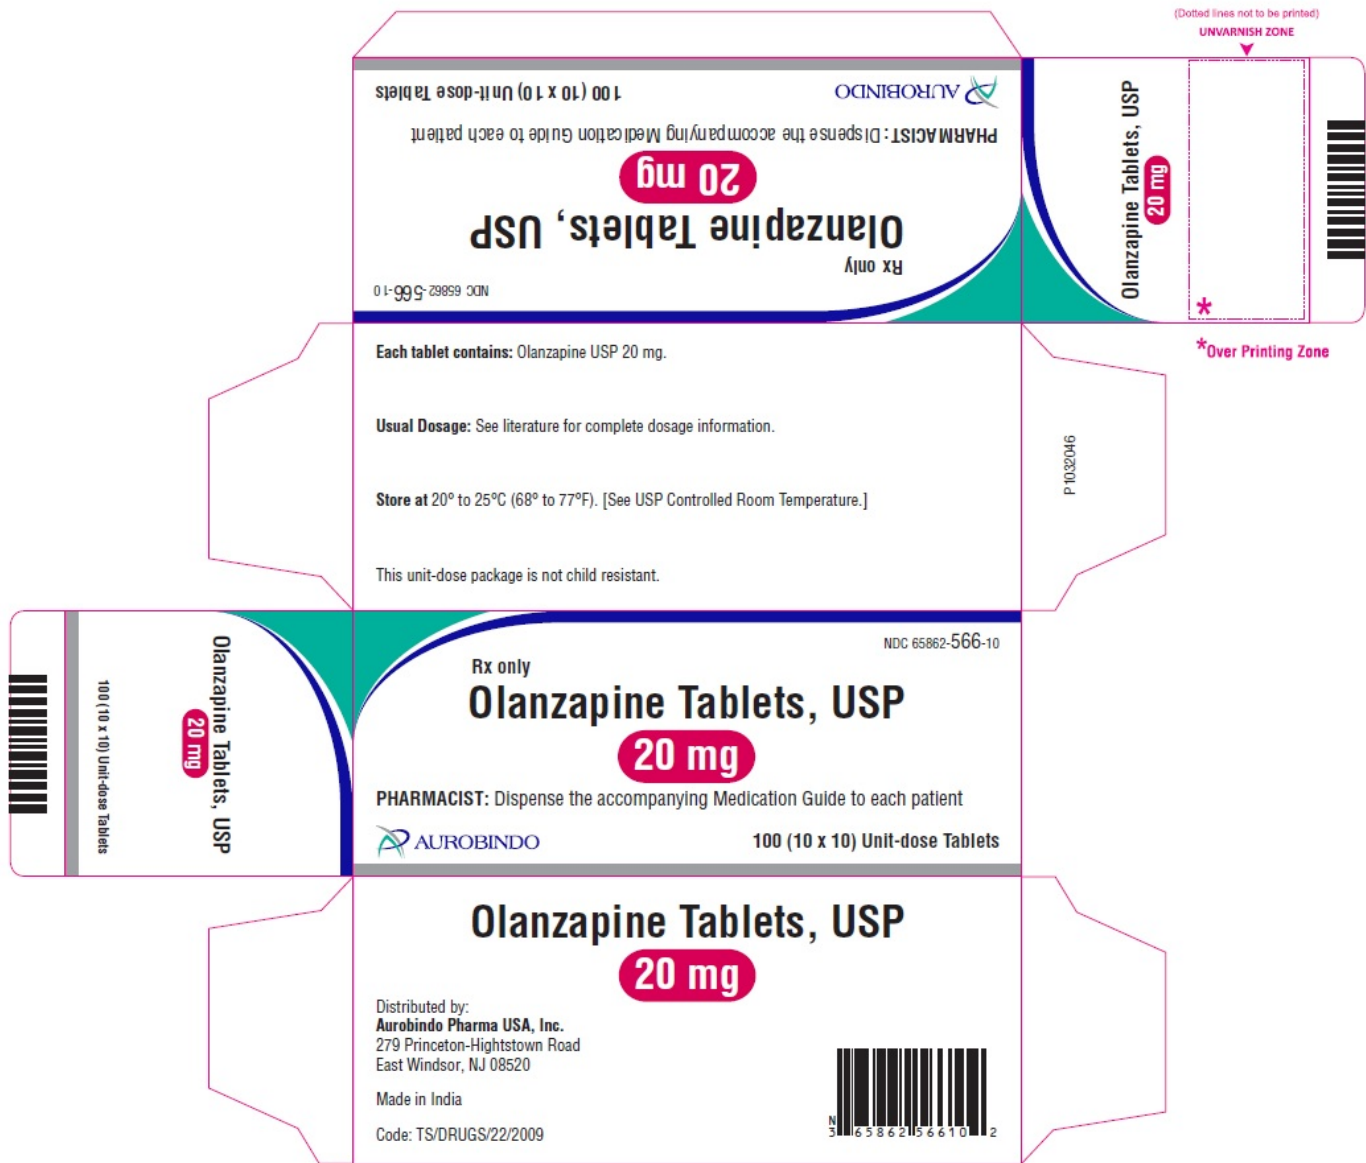 (Dotted lines not to be printed)
UNVARNISH ZONE
100 (10 x 10) Unit-dose Tablets
AUROBINDO
PHARMACIST: Dispense the accompanying Medication Guide to each patient
20 mg
Olanzapine Tablets, USP
Rx only
NDC 65862-566-10
Olanzapine Tablets, USP
20 mg
*
*Over Printing Zone
Each tablet contains: Olanzapine USP 20 mg.
Usual Dosage: See literature for complete dosage information.
Store at 20º to 25ºC (68º to 77ºF). [See USP Controlled Room Temperature.]
This unit-dose package is not child resistant.
P1032046
Olanzapine Tablets, USP
20 mg
100 (10 x 10) Unit-dose Tablets
NDC 65862-566-10
Rx only
Olanzapine Tablets, USP
20 mg
PHARMACIST: Dispense the accompanying Medication Guide to each patient
AUROBINDO
100 (10 x 10) Unit-dose Tablets
Olanzapine Tablets, USP
20 mg
Distributed by:
Aurobindo Pharma USA, Inc.
279 Princeton-Hightstown Road
East Windsor, NJ 08520
Made in India
Code: TS/DRUGS/22/2009
N
3 65862 56610 2